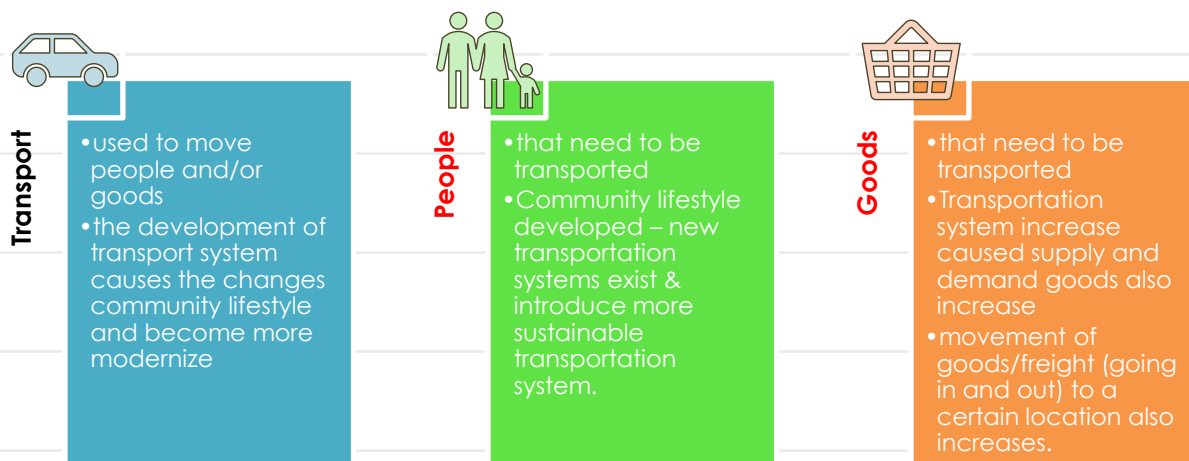 Transport
•used to move
people and/or
goods
•the development of
transport system
causes the changes
community lifestyle
and become more
modernize
People
•that need to be
transported
•Community lifestyle
developed – new
transportation
systems exist &
introduce more
sustainable
transportation
system.
Goods
•that need to be
transported
•Transportation
system increase
caused supply and
demand goods also
increase
•movement of
goods/freight (going
in and out) to a
certain location also
increases.